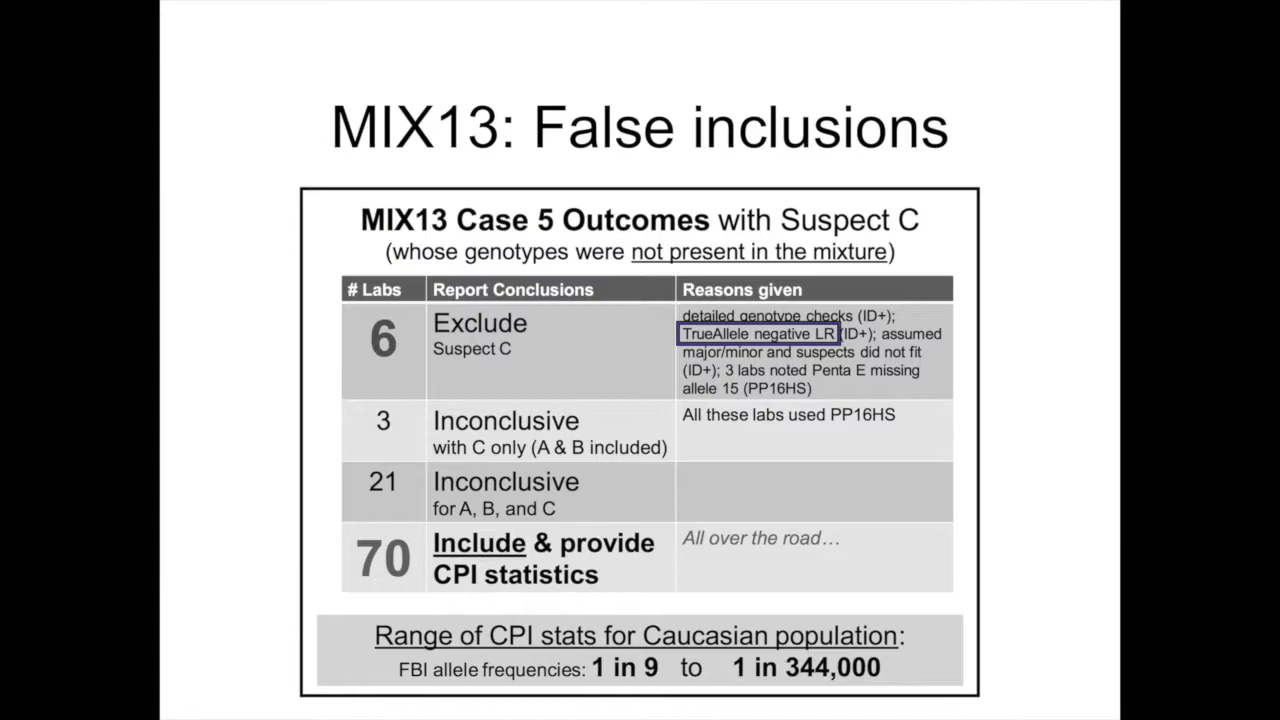 MIX13: False inclusions
MIX13 Case 5 Outcomes with Suspect C
(whose genotypes were not present in the mixture)
# Labs Report Conclusions Reasons given
6 Exclude
Suspect C
detailed genotype checks (ID+);
TrueAllele negative LR (ID+); assumed
major/minor and suspects did not fit
(ID+); 3 labs noted Penta E missing
allele 15 (PP16HS)
3 Inconclusive
with C only (A & B included)
All these labs used PP16HS
21 Inconclusive
for A, B, and C
70 Include & provide
CPI statistics
All over the road…
Range of CPI stats for Caucasian population:
FBI allele frequencies: 1 in 9 to 1 in 344,000